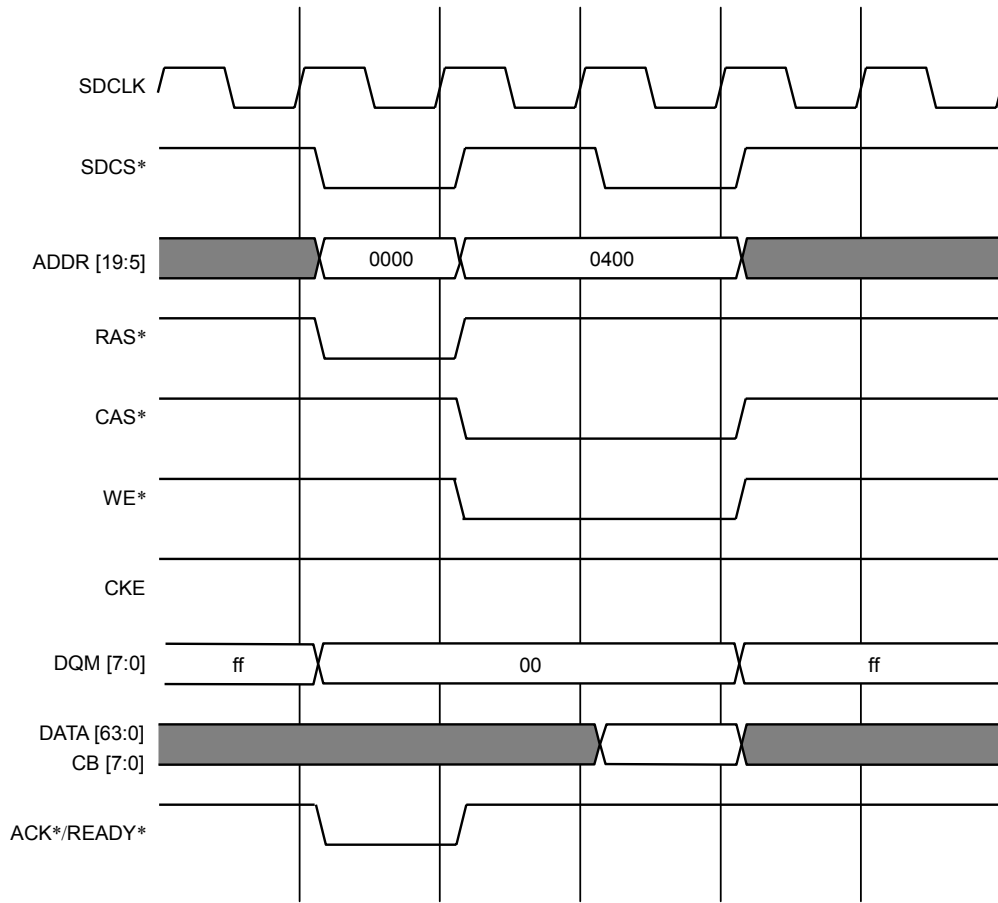 SDCLK
SDCS*
ADDR [19:5]
0000
0400
RAS*
CAS*
WE*
CKE
DQM [7:0]
ff
00
ff
DATA [63:0]
CB [7:0]
ACK*/READY*